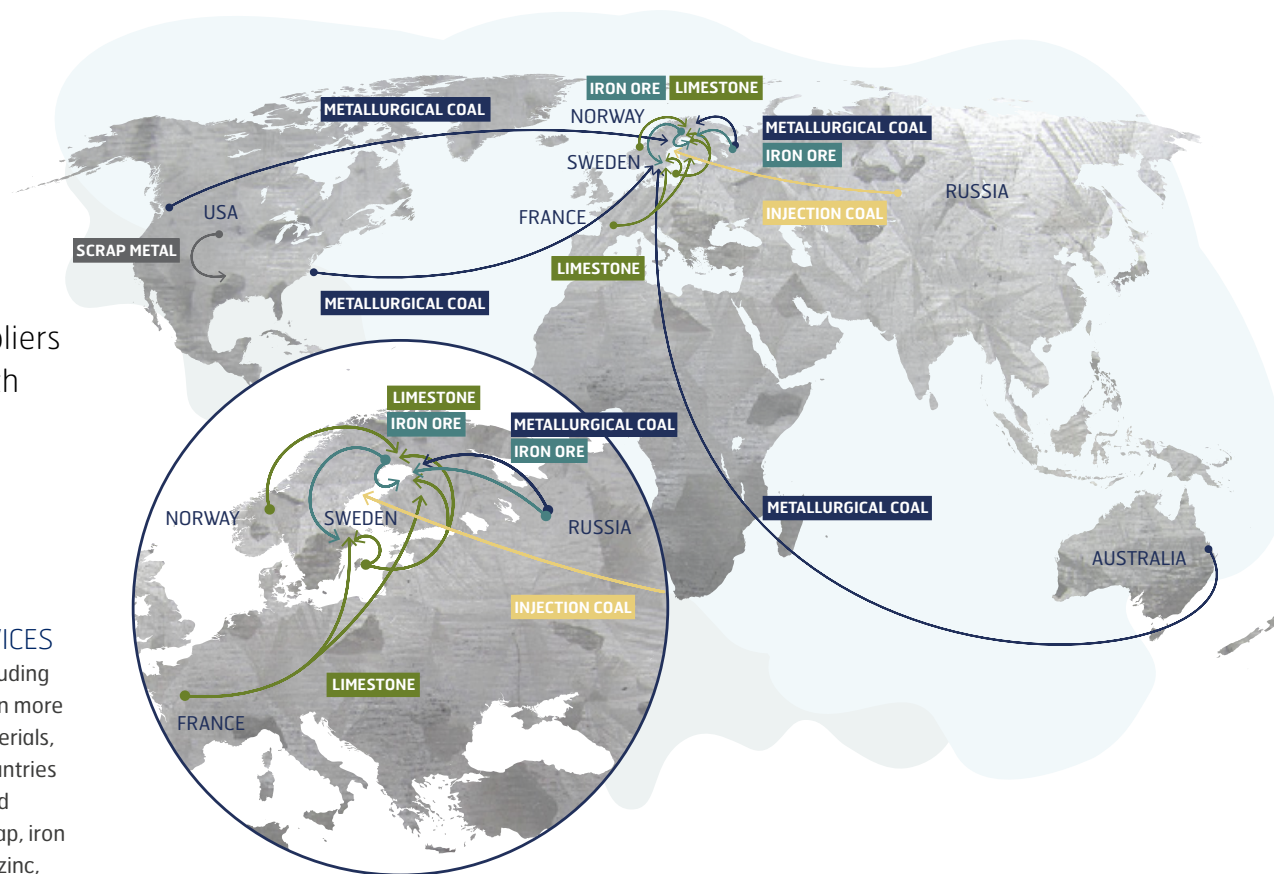 IRON ORE LIMESTONE
METALLURGICAL COAL
NORWAY
METALLURGICAL COAL
IRON ORE
SWEDEN
RUSSIA
USA
INJECTION COAL
FRANCE
SCRAP METAL
LIMESTONE
METALLURGICAL COAL
LIMESTONE
IRON ORE
METALLURGICAL COAL
IRON ORE
NORWAY
SWEDEN
RUSSIA
METALLURGICAL COAL
AUSTRALIA
INJECTION COAL
LIMESTONE
FRANCE
pliers
h
VICES
uding
n more
erials,
untries
d
ap, iron
zinc,